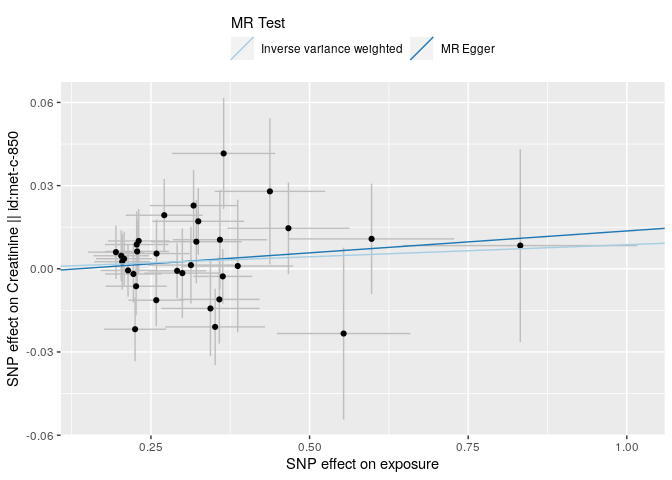 MR Test
Inverse variance weighted
MR Egger
0.06
0.03
0.00
-0.03
-0.06
SNP effect on Creatinine || id:met-c-850
0.25
0.50
0.75
1.00
SNP effect on exposure